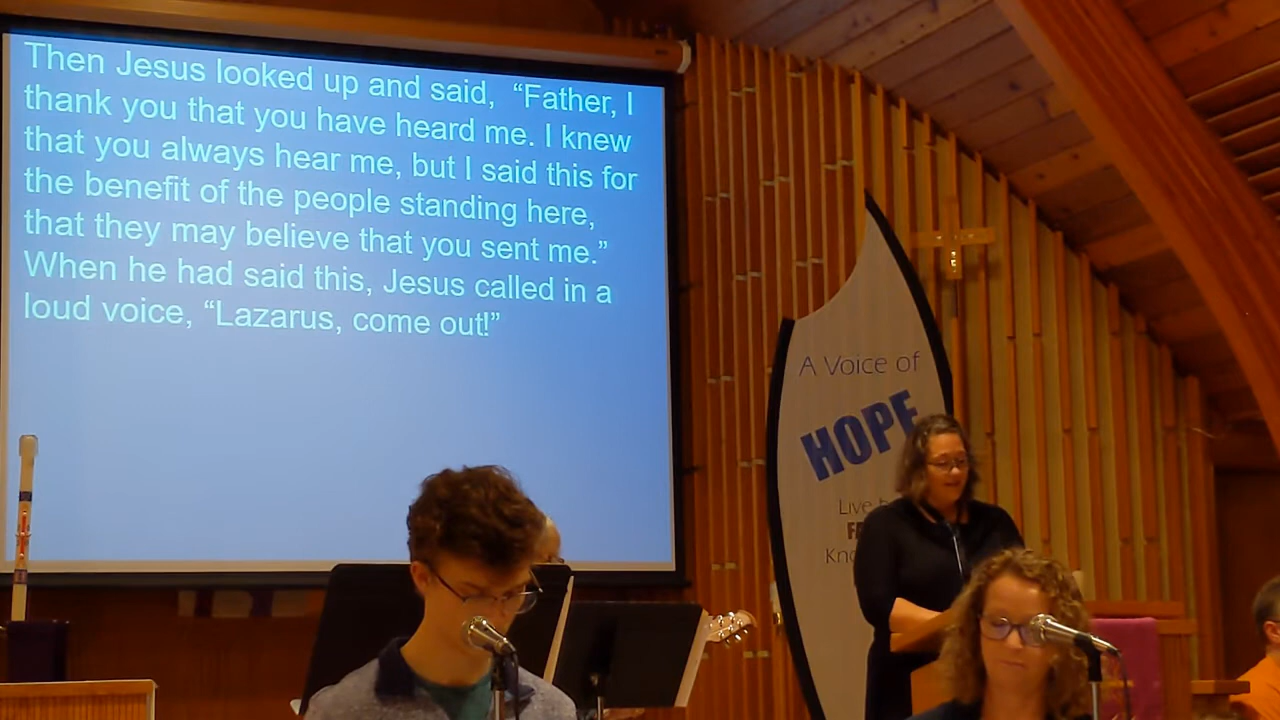 Then Jesus looked up and said, “Father, I
thank you that you have heard me. I knew
that you always hear me, but I said this for
the benefit of the people standing here,
that they may believe that you sent me.”
When he had said this, Jesus called in a
loud voice, “Lazarus, come out!”
A Voice of
HOPE
Live